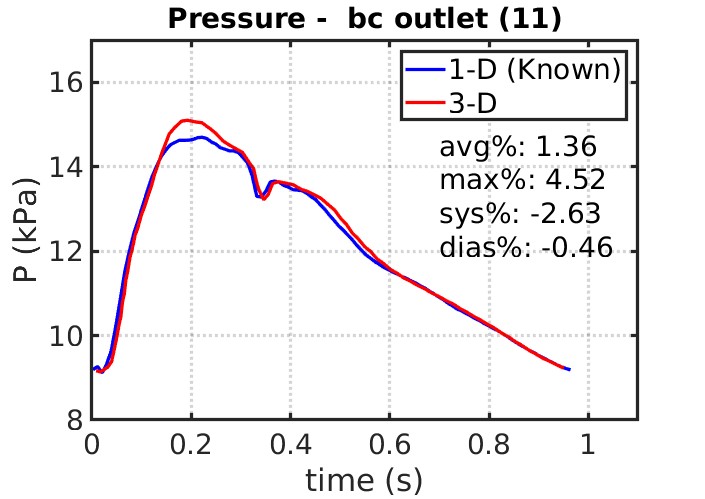 Pressure -  bc outlet (11)
1-D (Known)
3-D
avg%: 1.36
max%: 4.52
sys%: -2.63
dias%: -0.46
P (kPa)
16
14
12
10
8
0 0.2 0.4 0.6 0.8 1
time (s)